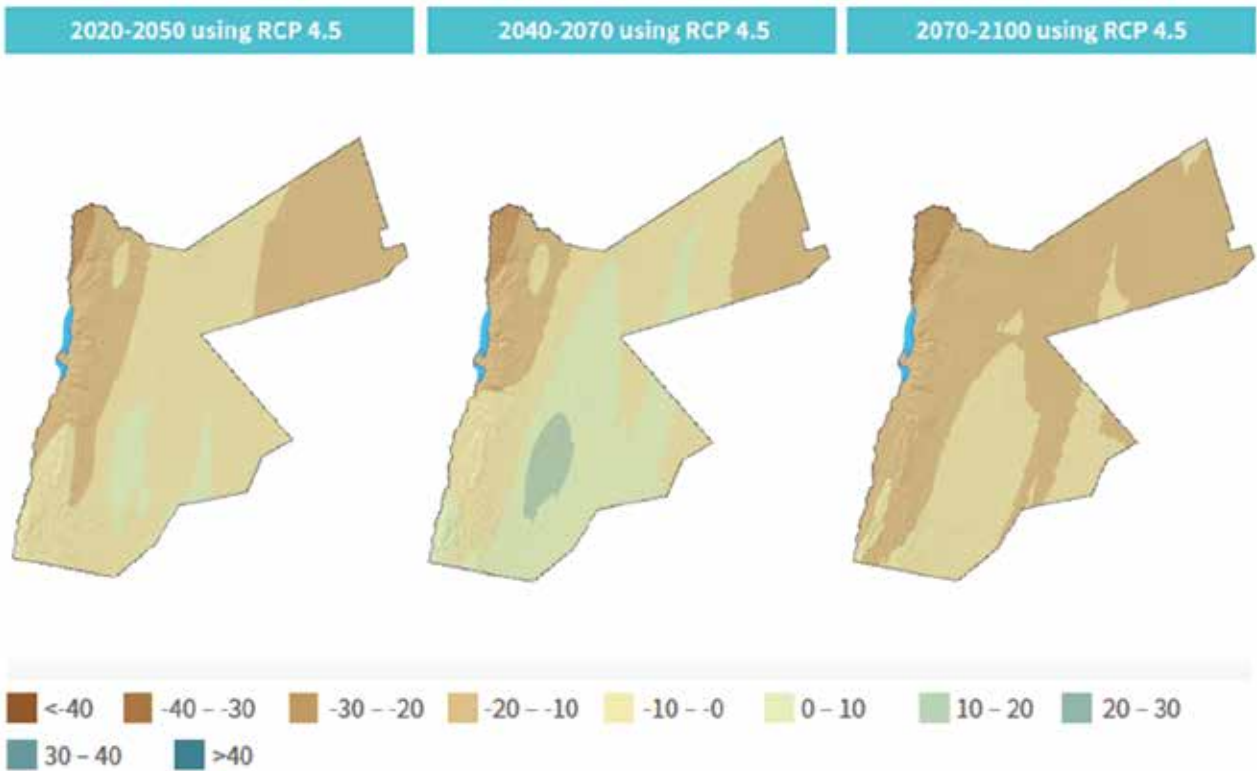 2020-2050 using RCP 4.5
2040-2070 using RCP 4.5
2070-2100 using RCP 4.5
<-40
-40 – -30
-30 – -20
-20 – -10
-10 – -0
0 – 10
10 – 20
20 – 30
30 – 40
>40